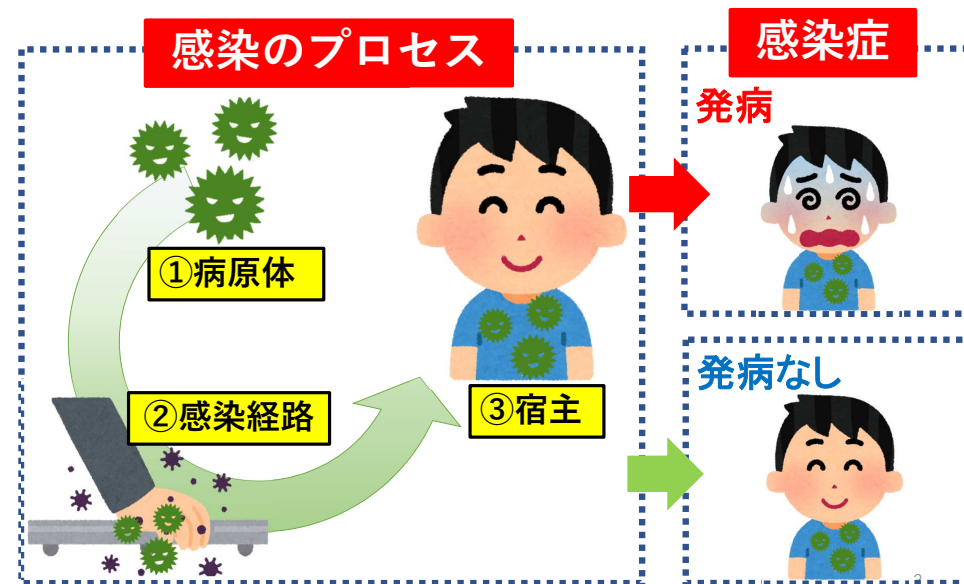 感染のプロセス
①病原体
②感染経路
③宿主
感染症
発病
発病なし